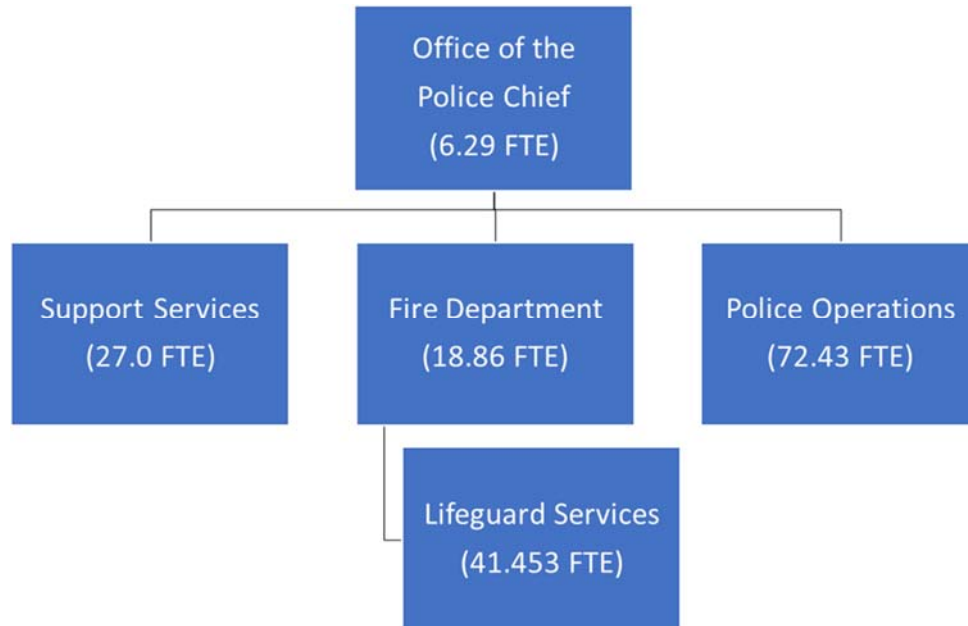 Office of the
Police Chief
(6.29 FTE)
Support Services
(27.0 FTE)
Fire Department
(18.86 FTE)
Police Operations
(72.43 FTE)
Lifeguard Services
(41.453 FTE)